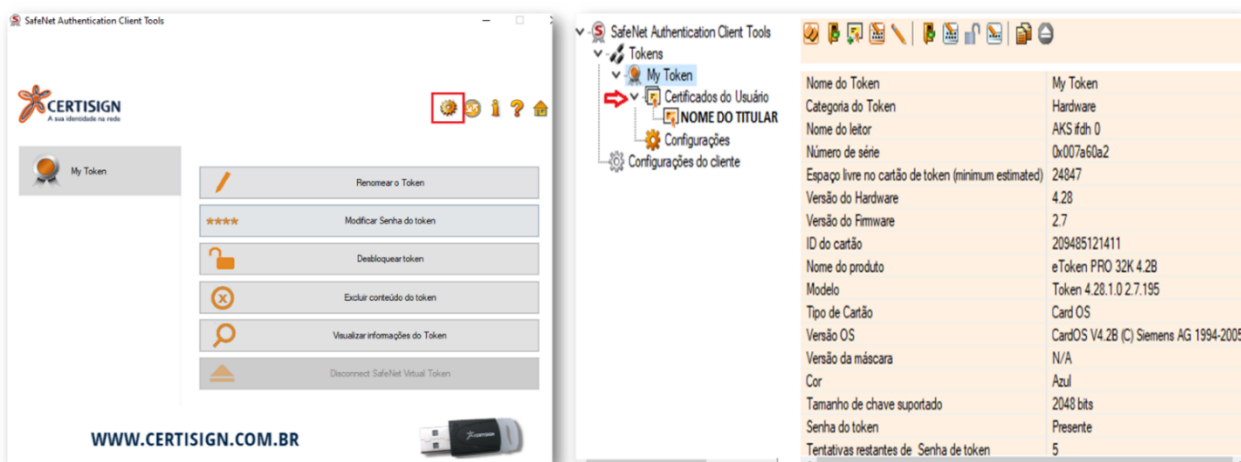 SafeNet Authentication Client Tools
CERTISIGN
A sua identidade na rede
My Token
Renomear o Token
Modificar Senha do token
Desbloquear token
Excluir conteúdo do token
Visualizar informações do Token
Disconnect SafeNet Virtual Token
WWW.CERTISIGN.COM.BR
CERTISIGN
SafeNet Authentication Client Tools
Tokens
My Token
Certificados do Usuário
NOME DO TITULAR
Configurações
Configurações do cliente
Nome do Token My Token
Categoria do Token Hardware
Nome do leitor AKS ifdh 0
Número de série 0x007a60a2
Espaço livre no cartão de token (minimum estimated) 24847
Versão do Hardware 4.28
Versão do Firmware 2.7
ID do cartão 209485121411
Nome do produto eToken PRO 32K 4.2B
Modelo Token 4.28.1.0 2.7.195
Tipo de Cartão Card OS
Versão OS CardOS V4.2B (C) Siemens AG 1994-2005
Versão da máscara N/A
Cor Azul
Tamanho de chave suportado 2048 bits
Senha do token Presente
Tentativas restantes de Senha de token 5